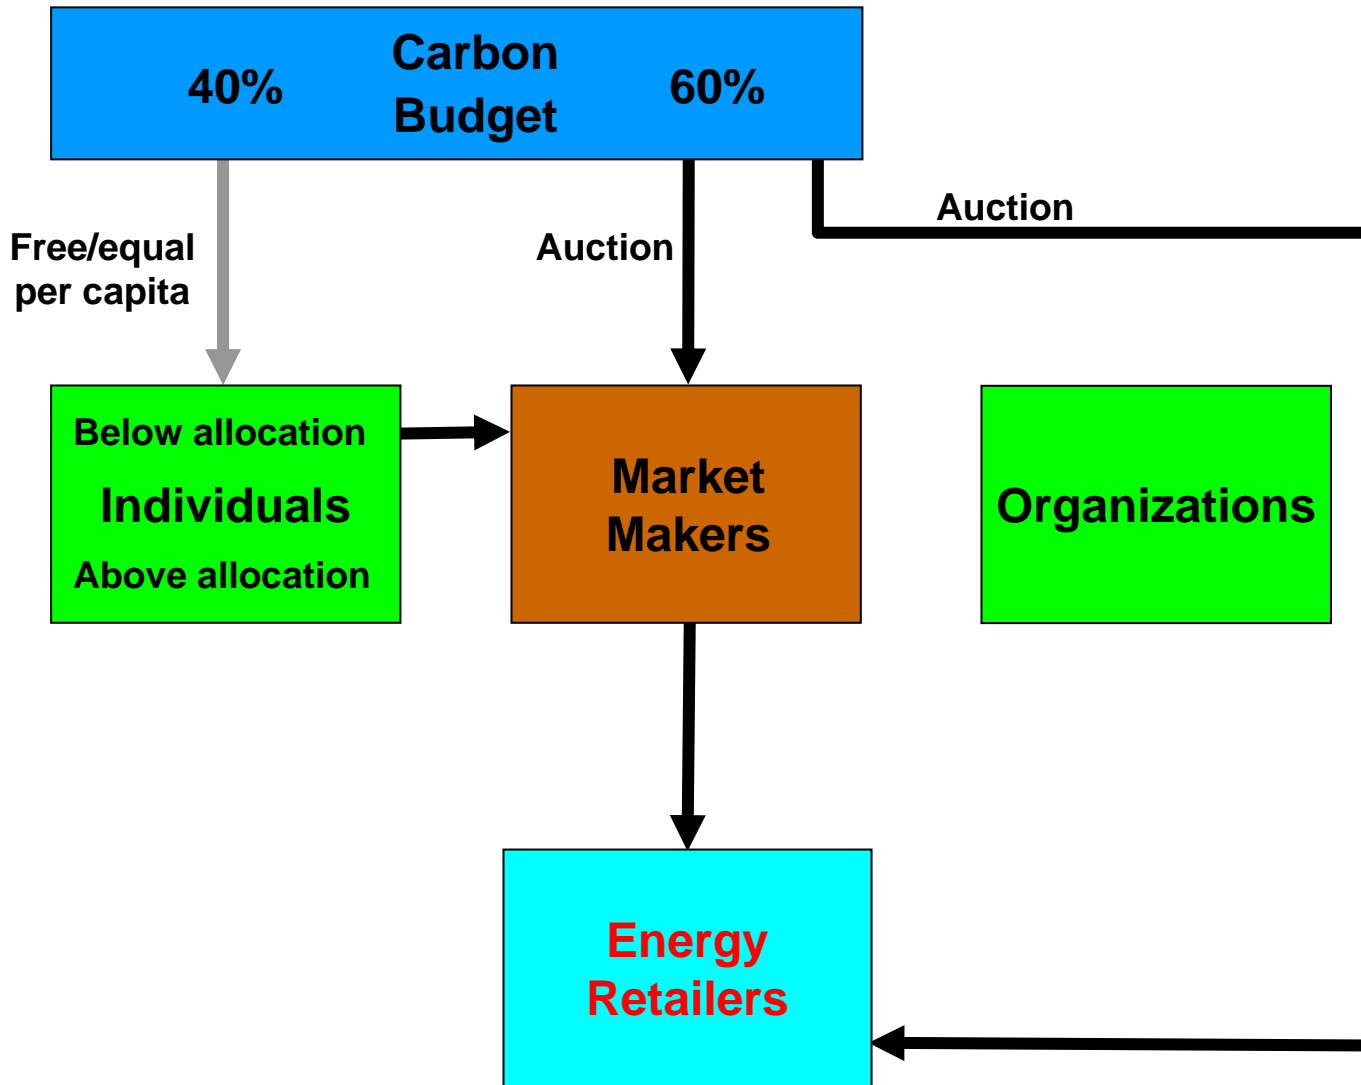 Carbon
Budget
40%
60%
Auction
Free/equal
per capita
Auction
Below allocation
Individuals
Above allocation
Market
Makers
Organizations
Energy
Retailers